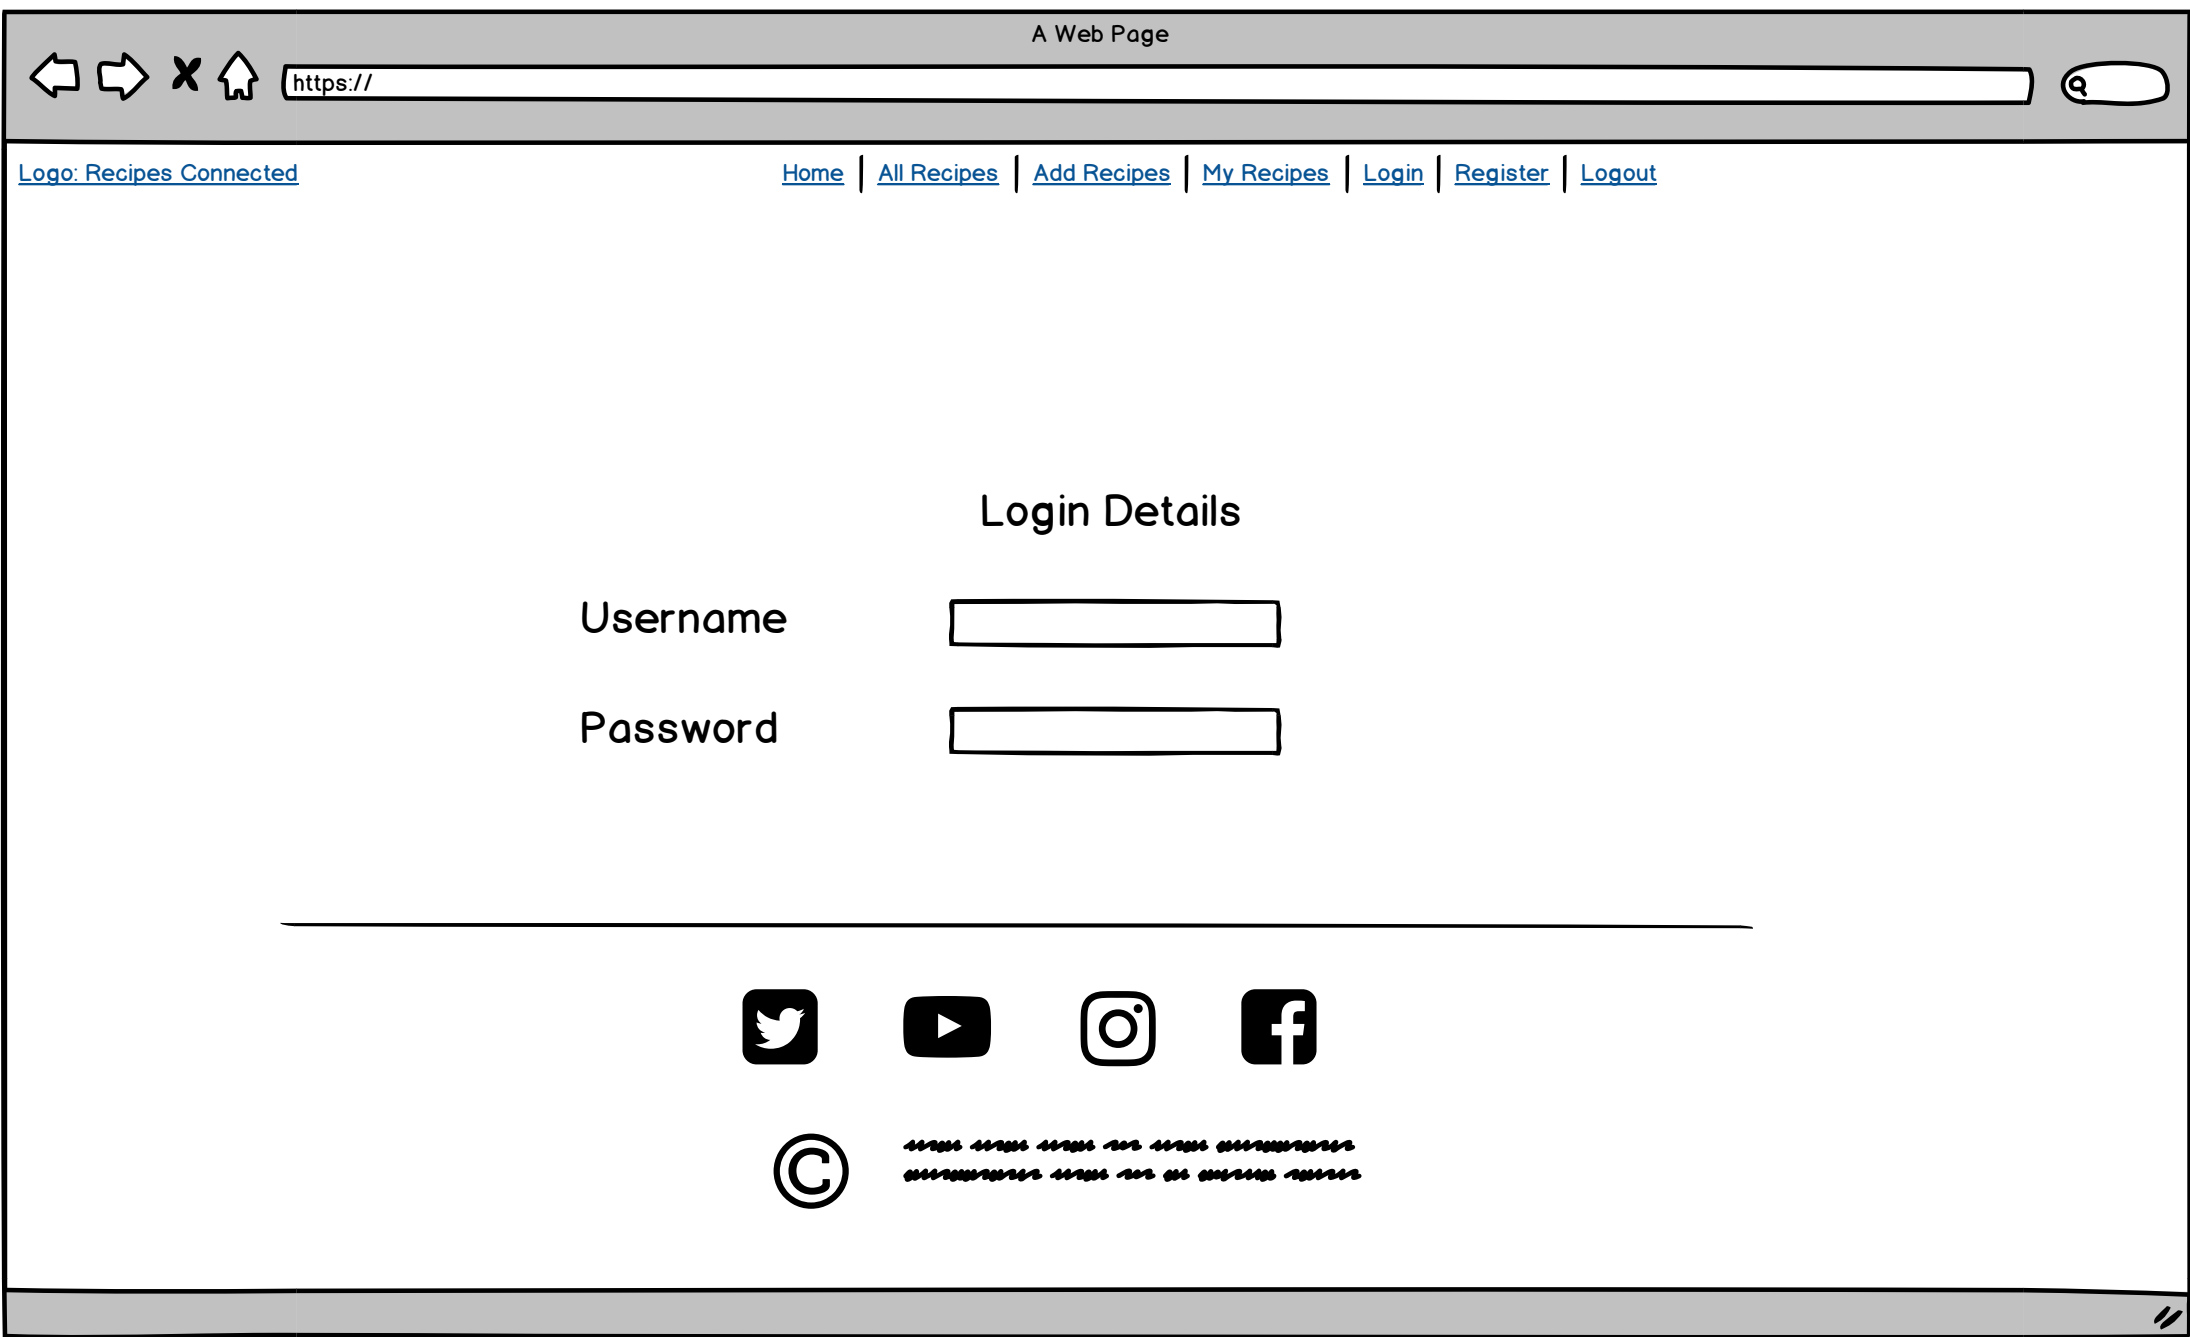 A Web Page
https://
Logo: Recipes Connected
Home | All Recipes | Add Recipes | My Recipes | Login | Register | Logout
Login Details
Username
Password
©